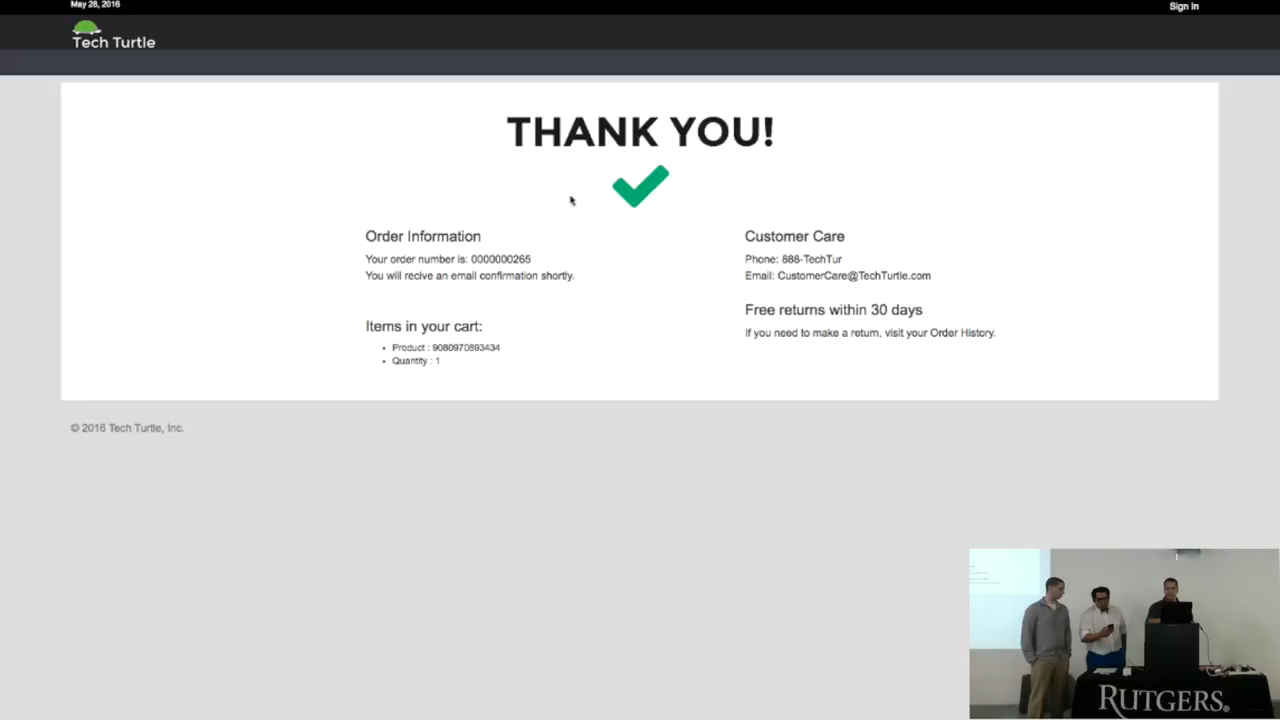 May 28, 2016
Sign In
Tech Turtle
THANK YOU!
Order Information
Your order number is: 0000000265
You will recive an email confirmation shortly.
Items in your cart:
Product : 9080970893434
Quantity : 1
Customer Care
Phone: 888-TechTur
Email: CustomerCare@TechTurtle.com
Free returns within 30 days
If you need to make a return, visit your Order History.
© 2016 Tech Turtle, Inc.
RUTGERS®